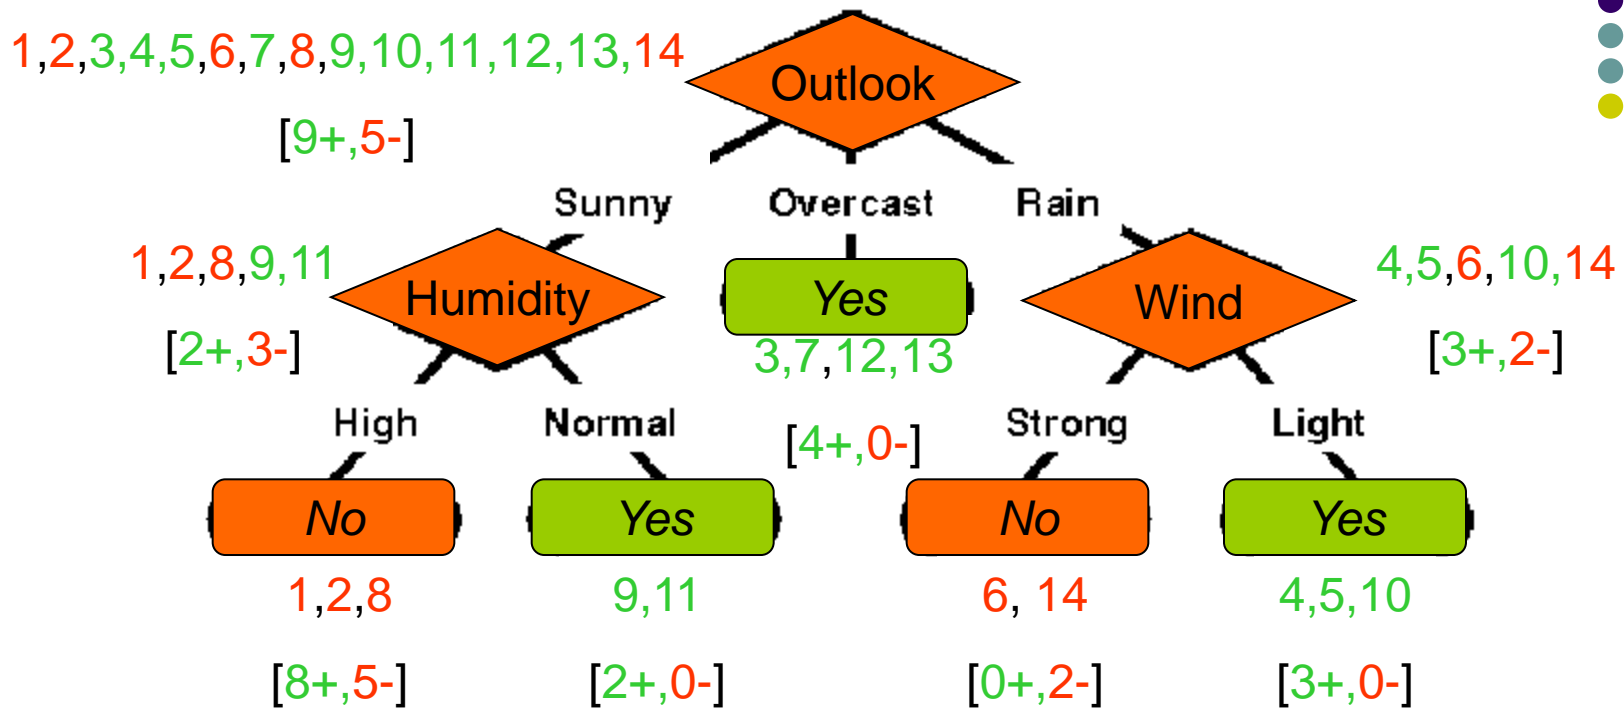 1,2,3,4,5,6,7,8,9,10,11,12,13,14
Outlook
[9+,5-]
Sunny
Overcast
Rain
1,2,8,9,11
Humidity
Yes
Wind
4,5,6,10,14
[2+,3-]
3,7,12,13
[3+,2-]
High
Normal
[4+,0-]
Strong
Light
No
Yes
No
Yes
1,2,8
9,11
6, 14
4,5,10
[8+,5-]
[2+,0-]
[0+,2-]
[3+,0-]